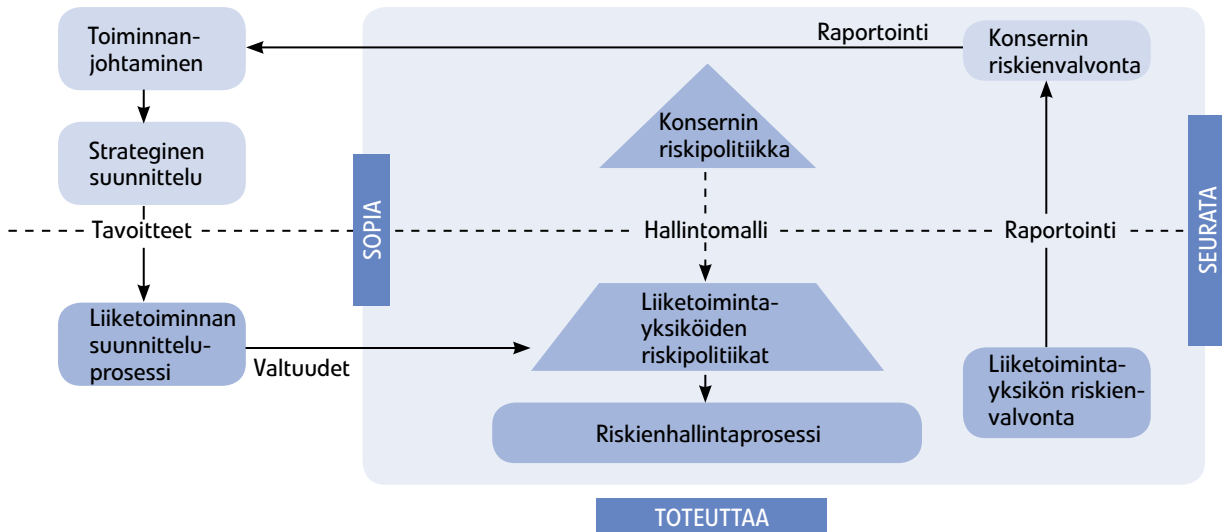 Toiminnan-
johtaminen
Raportointi
Konsernin
riskienvalvonta
Konsernin
riskipolitiikka
Strateginen
suunnittelu
SOPIA
SEURATA
Tavoitteet
Hallintomalli
Raportointi
Liiketoiminnan
suunnittelu-
prosessi
Valtuudet
Liiketoiminta-
yksiköiden
riskipolitiikat
Liiketoiminta-
yksikön riskien-
valvonta
Riskienhallintaprosessi
TOTEUTTAA